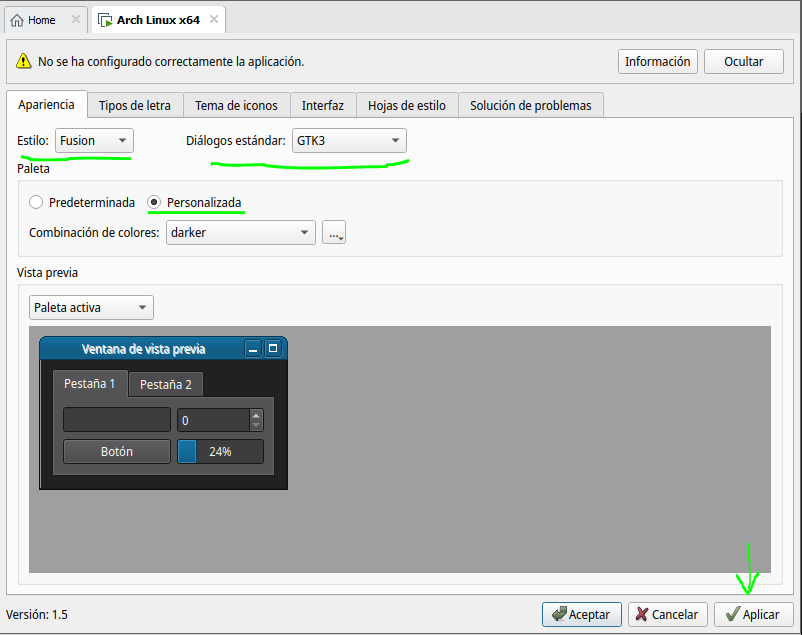 Home
Arch Linux x64
No se ha configurado correctamente la aplicación.
Información
Ocultar
Apariencia
Tipos de letra
Tema de iconos
Interfaz
Hojas de estilo
Solución de problemas
Estilo: Fusion
Diálogos estándar: GTK3
Paleta
Predeterminada
Personalizada
Combinación de colores: darker
...
Vista previa
Paleta activa
Ventana de vista previa
Pestaña 1
Pestaña 2
0
Botón
24%
Versión: 1.5
Aceptar
Cancelar
Aplicar